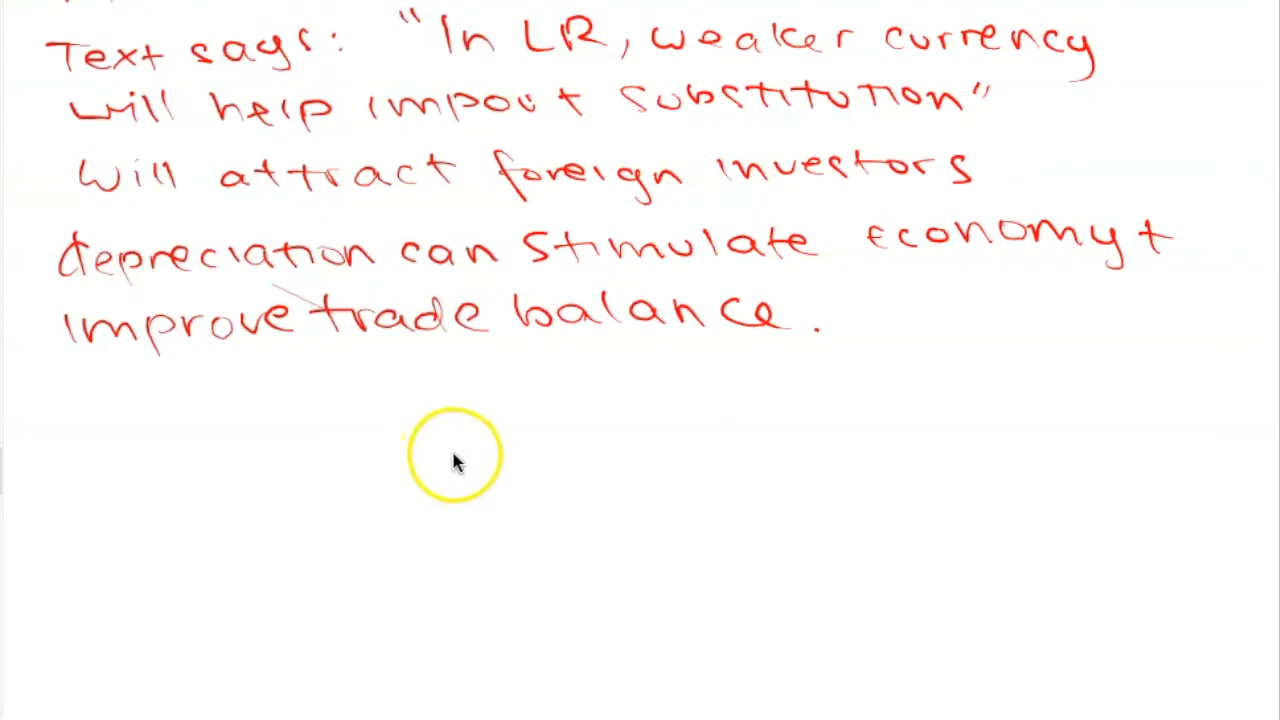 Text says: "In LR, weaker currency
will help import substitution"
will attract foreign investors
depreciation can stimulate economy +
improve trade balance.